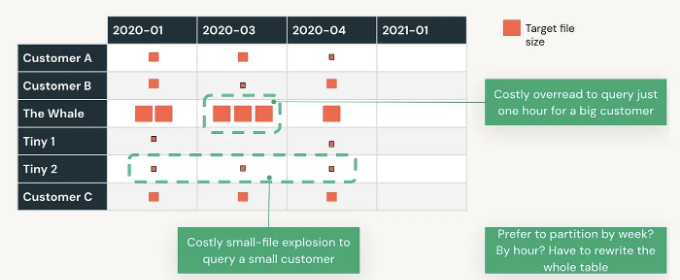 2020-01 2020-03 2020-04 2021-01
Target file
size
Customer A
Customer B
The Whale
Tiny 1
Tiny 2
Customer C
Costly overread to query just
one hour for a big customer
Costly small-file explosion to
query a small customer
Prefer to partition by week?
By hour? Have to rewrite the
whole table